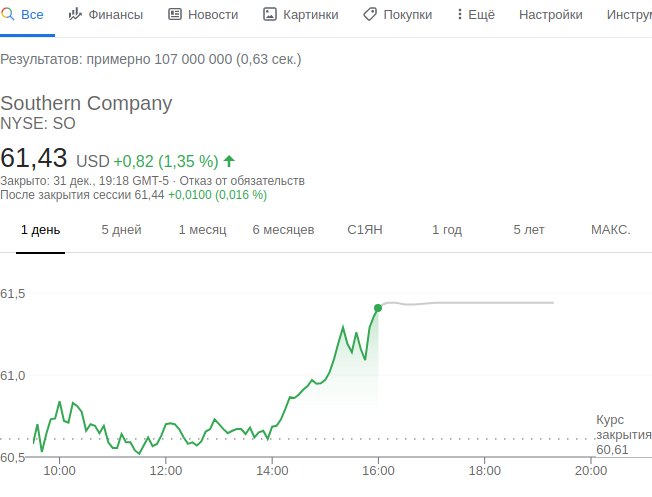 Все Финансы Новости Картинки Покупки Ещё Настройки Инструм
Результатов: примерно 107 000 000 (0,63 сек.)
Southern Company
NYSE: SO
61,43 USD +0,82 (1,35 %)
Закрыто: 31 дек., 19:18 GMT-5 · Отказ от обязательств
После закрытия сессии 61,44 +0,0100 (0,016 %)
1 день 5 дней 1 месяц 6 месяцев С1ЯН 1 год 5 лет МАКС.
61,5
61,0
Курс
закрытия
60,61
60,5
10:00 12:00 14:00 16:00 18:00 20:00